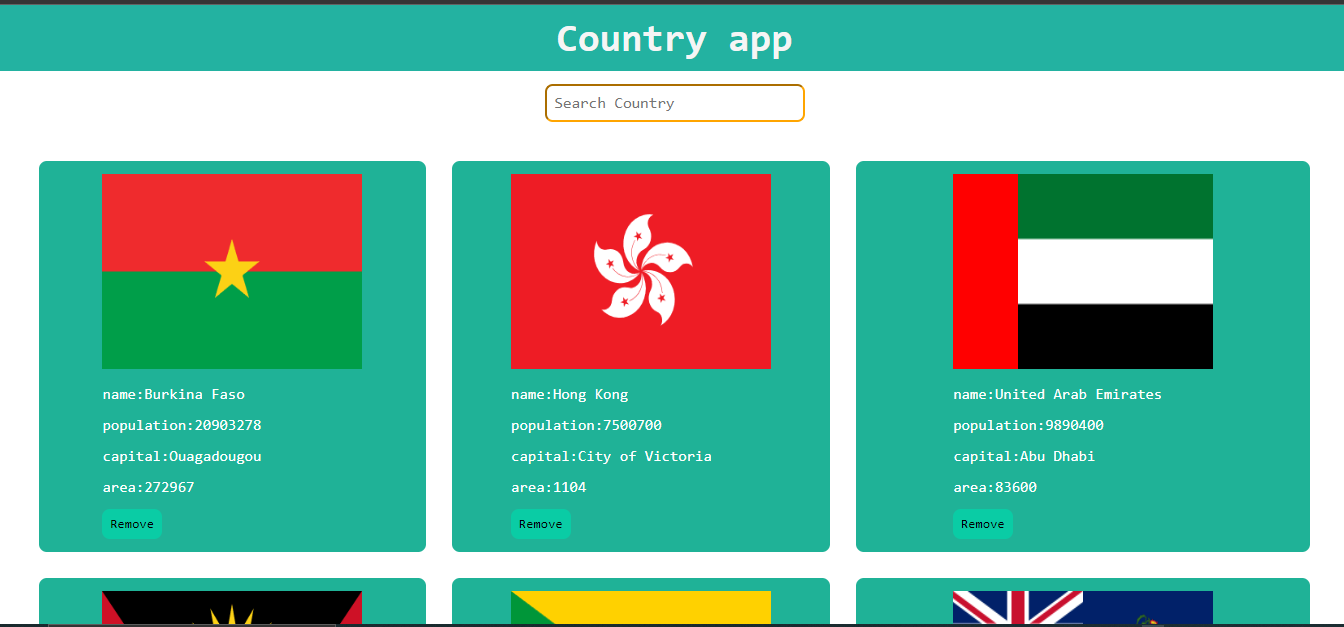 Country app
Search Country
name:Burkina Faso
population:20903278
capital:Ouagadougou
area:272967
Remove
name:Hong Kong
population:7500700
capital:City of Victoria
area:1104
Remove
name:United Arab Emirates
population:9890400
capital:Abu Dhabi
area:83600
Remove